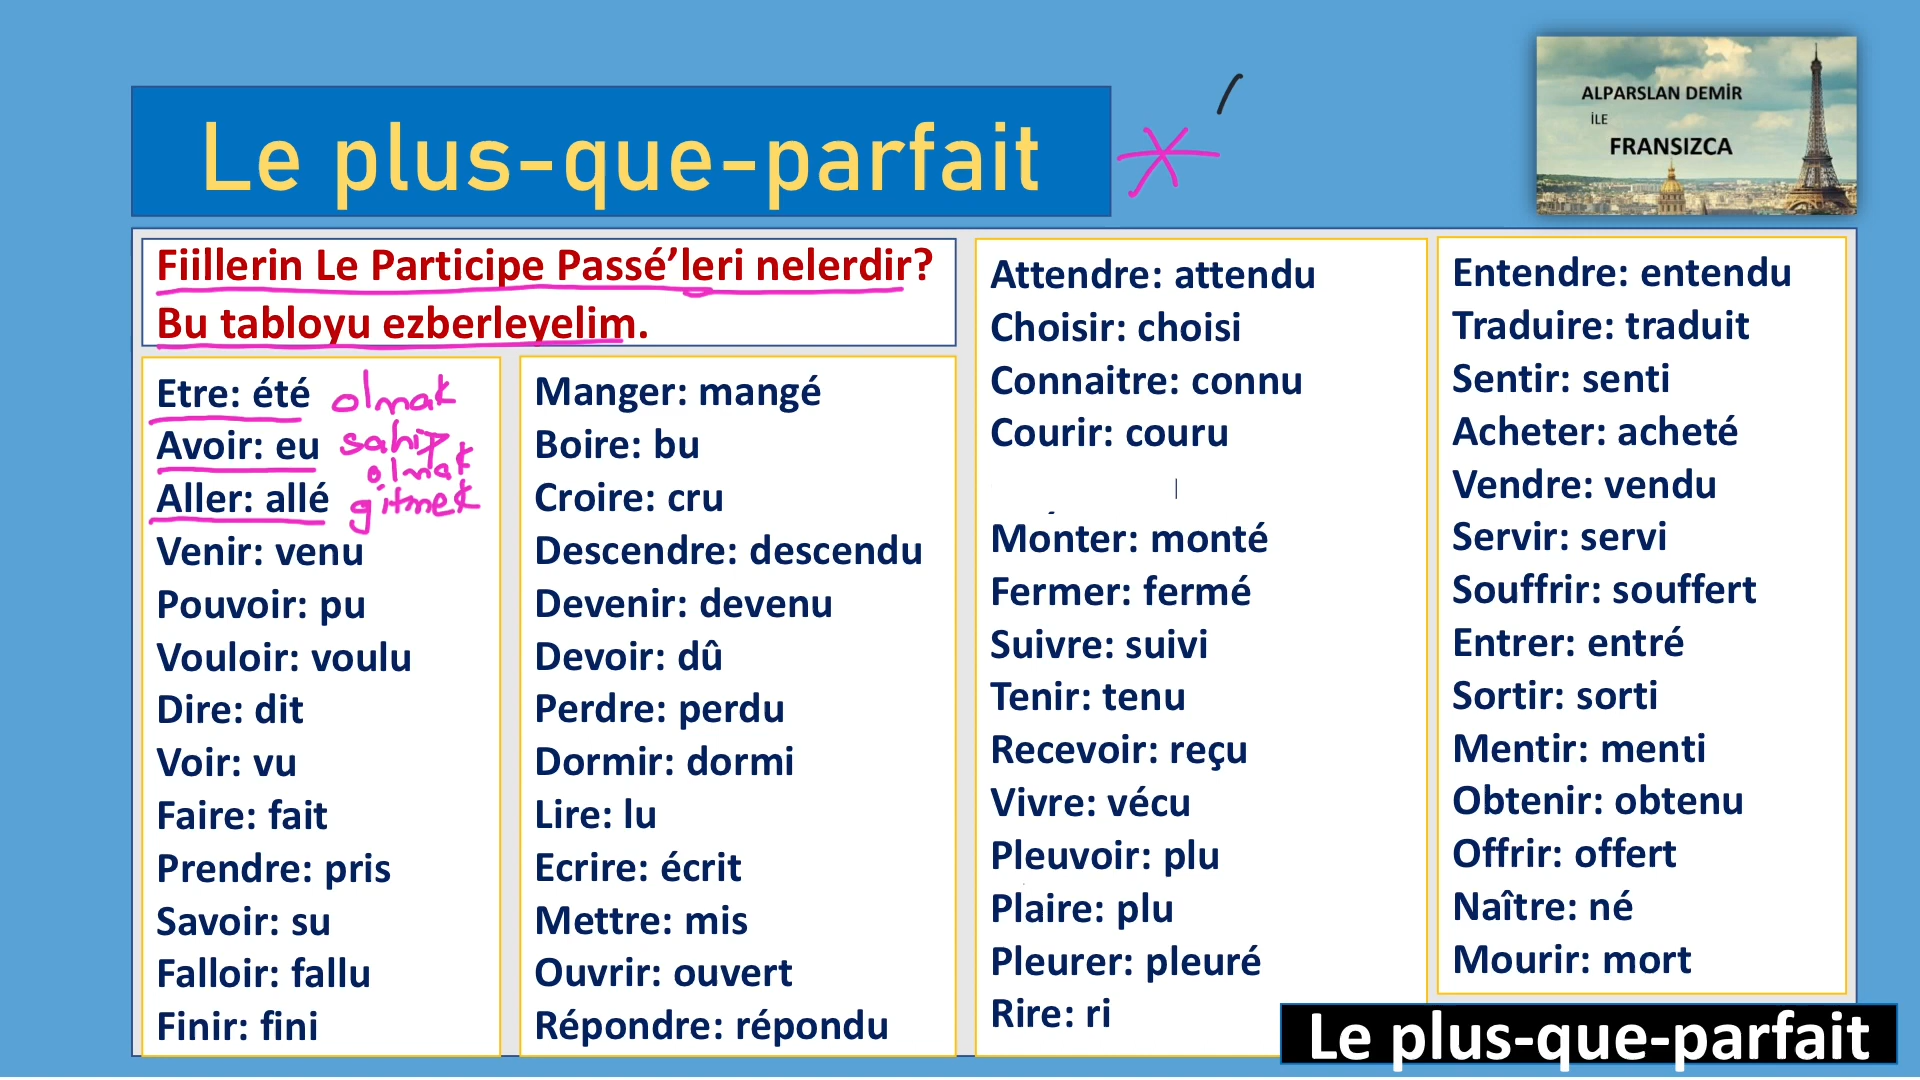 Le plus-que-parfait
ALPARSLAN DEMİR
İLE
FRANSIZCA
Fiillerin Le Participe Passé’leri nelerdir?
Bu tabloyu ezberleyelim.
Etre: été olmak
Avoir: eu sahip
olmak
Aller: allé gitmek
Venir: venu
Pouvoir: pu
Vouloir: voulu
Dire: dit
Voir: vu
Faire: fait
Prendre: pris
Savoir: su
Falloir: fallu
Finir: fini
Manger: mangé
Boire: bu
Croire: cru
Descendre: descendu
Devenir: devenu
Devoir: dû
Perdre: perdu
Dormir: dormi
Lire: lu
Ecrire: écrit
Mettre: mis
Ouvrir: ouvert
Répondre: répondu
Attendre: attendu
Choisir: choisi
Connaitre: connu
Courir: couru
Monter: monté
Fermer: fermé
Suivre: suivi
Tenir: tenu
Recevoir: reçu
Vivre: vécu
Pleuvoir: plu
Plaire: plu
Pleurer: pleuré
Rire: ri
Entendre: entendu
Traduire: traduit
Sentir: senti
Acheter: acheté
Vendre: vendu
Servir: servi
Souffrir: souffert
Entrer: entré
Sortir: sorti
Mentir: menti
Obtenir: obtenu
Offrir: offert
Naître: né
Mourir: mort
Le plus-que-parfait